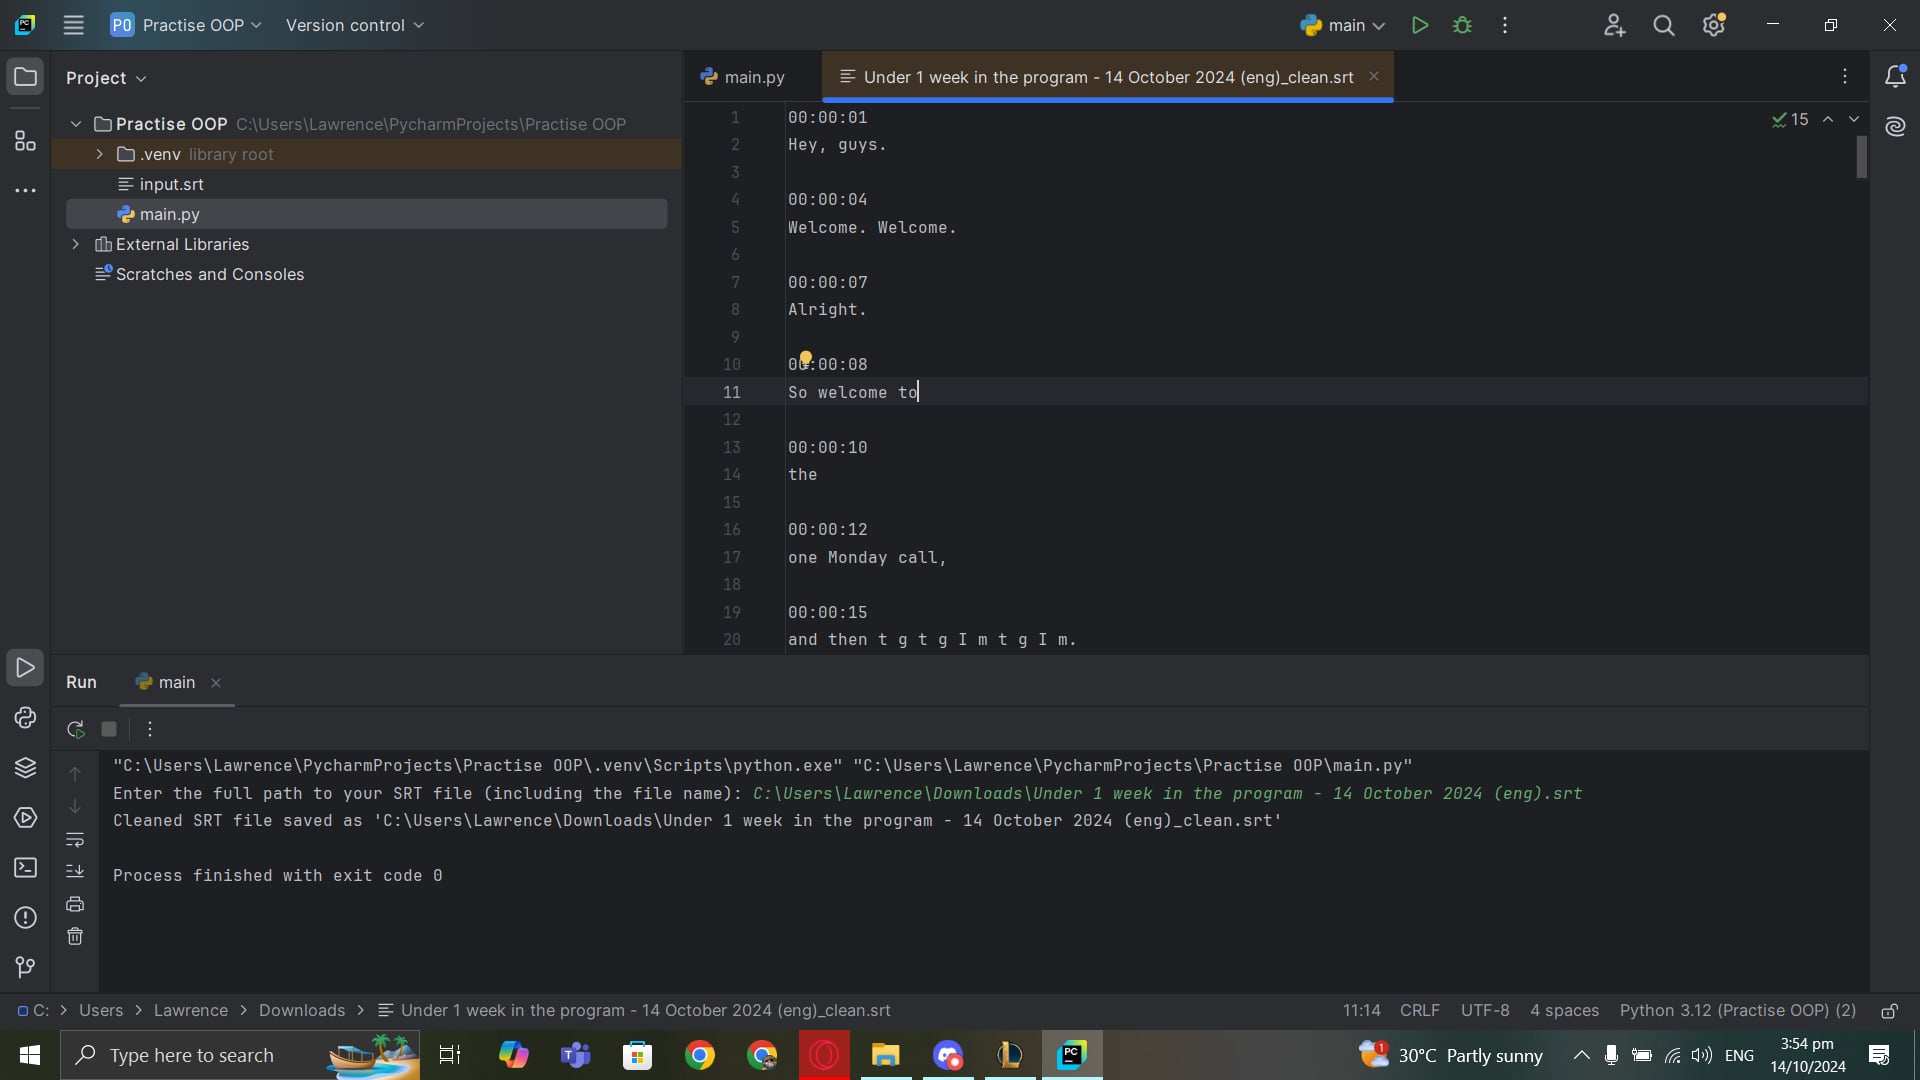 PC
PO Practise OOP Version control main
Project
main.py Under 1 week in the program - 14 October 2024 (eng)_clean.srt
Practise OOP C:\Users\Lawrence\PycharmProjects\Practise OOP
.venv library root
input.srt
main.py
External Libraries
Scratches and Consoles
15
1 00:00:01
2 Hey, guys.
3
4 00:00:04
5 Welcome. Welcome.
6
7 00:00:07
8 Alright.
9
10 00:00:08
11 So welcome to
12
13 00:00:10
14 the
15
16 00:00:12
17 one Monday call,
18
19 00:00:15
20 and then t g t g I m t g I m.
Run main
"C:\Users\Lawrence\PycharmProjects\Practise OOP\.venv\Scripts\python.exe" "C:\Users\Lawrence\PycharmProjects\Practise OOP\main.py"
Enter the full path to your SRT file (including the file name): C:\Users\Lawrence\Downloads\Under 1 week in the program - 14 October 2024 (eng).srt
Cleaned SRT file saved as 'C:\Users\Lawrence\Downloads\Under 1 week in the program - 14 October 2024 (eng)_clean.srt'
Process finished with exit code 0
C: > Users > Lawrence > Downloads > Under 1 week in the program - 14 October 2024 (eng)_clean.srt
11:14 CRLF UTF-8 4 spaces Python 3.12 (Practise OOP) (2)
Type here to search
PC
1
30°C Partly sunny
ENG
3:54 pm
14/10/2024